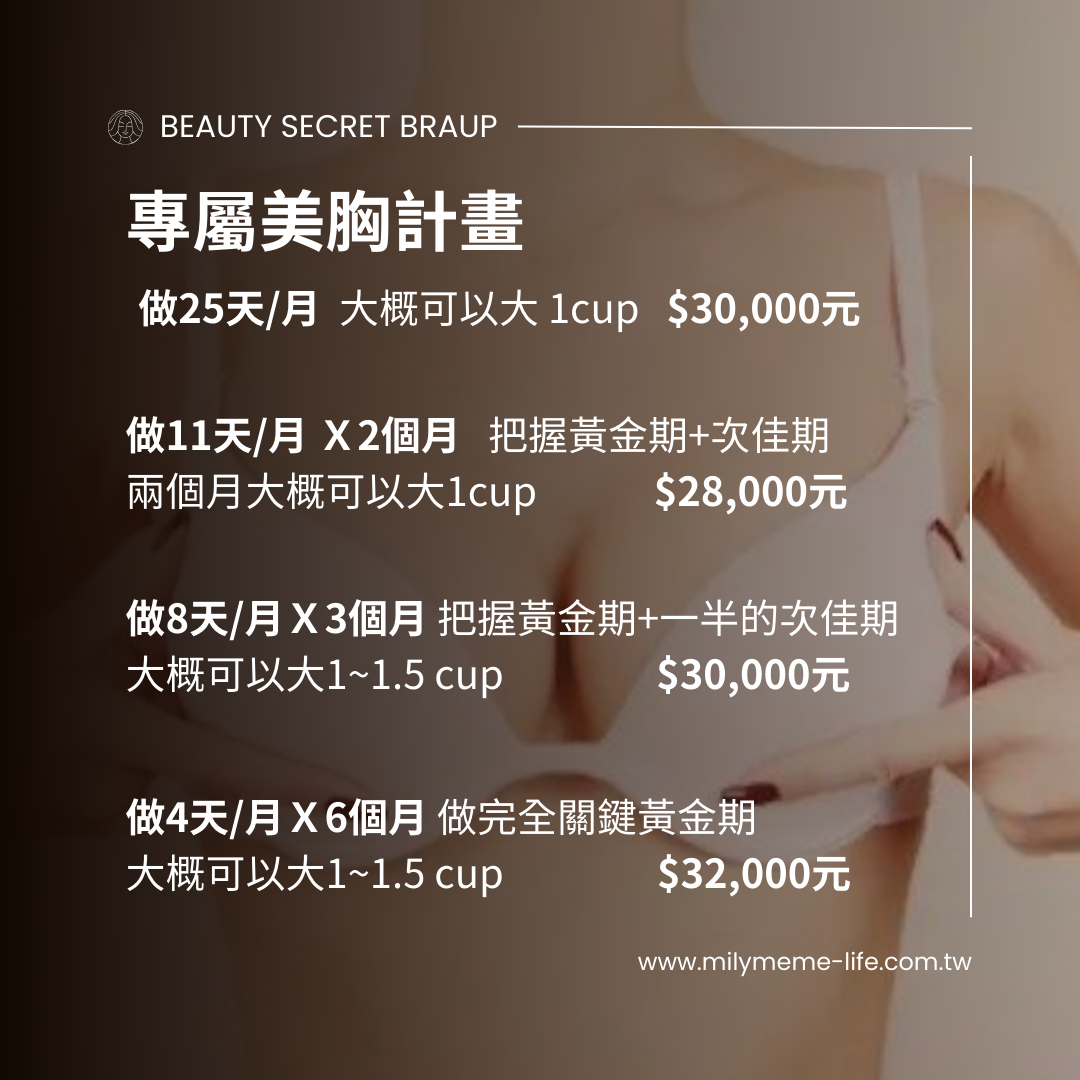 BEAUTY SECRET BRAUP
專屬美胸計畫
做25天/月 大概可以大 1cup $30,000元
做11天/月 X 2個月 把握黃金期+次佳期
兩個月大概可以大1cup $28,000元
做8天/月 X 3個月 把握黃金期+一半的次佳期
大概可以大1~1.5 cup $30,000元
做4天/月 X 6個月 做完全關鍵黃金期
大概可以大1~1.5 cup $32,000元
www.milymeme-life.com.tw